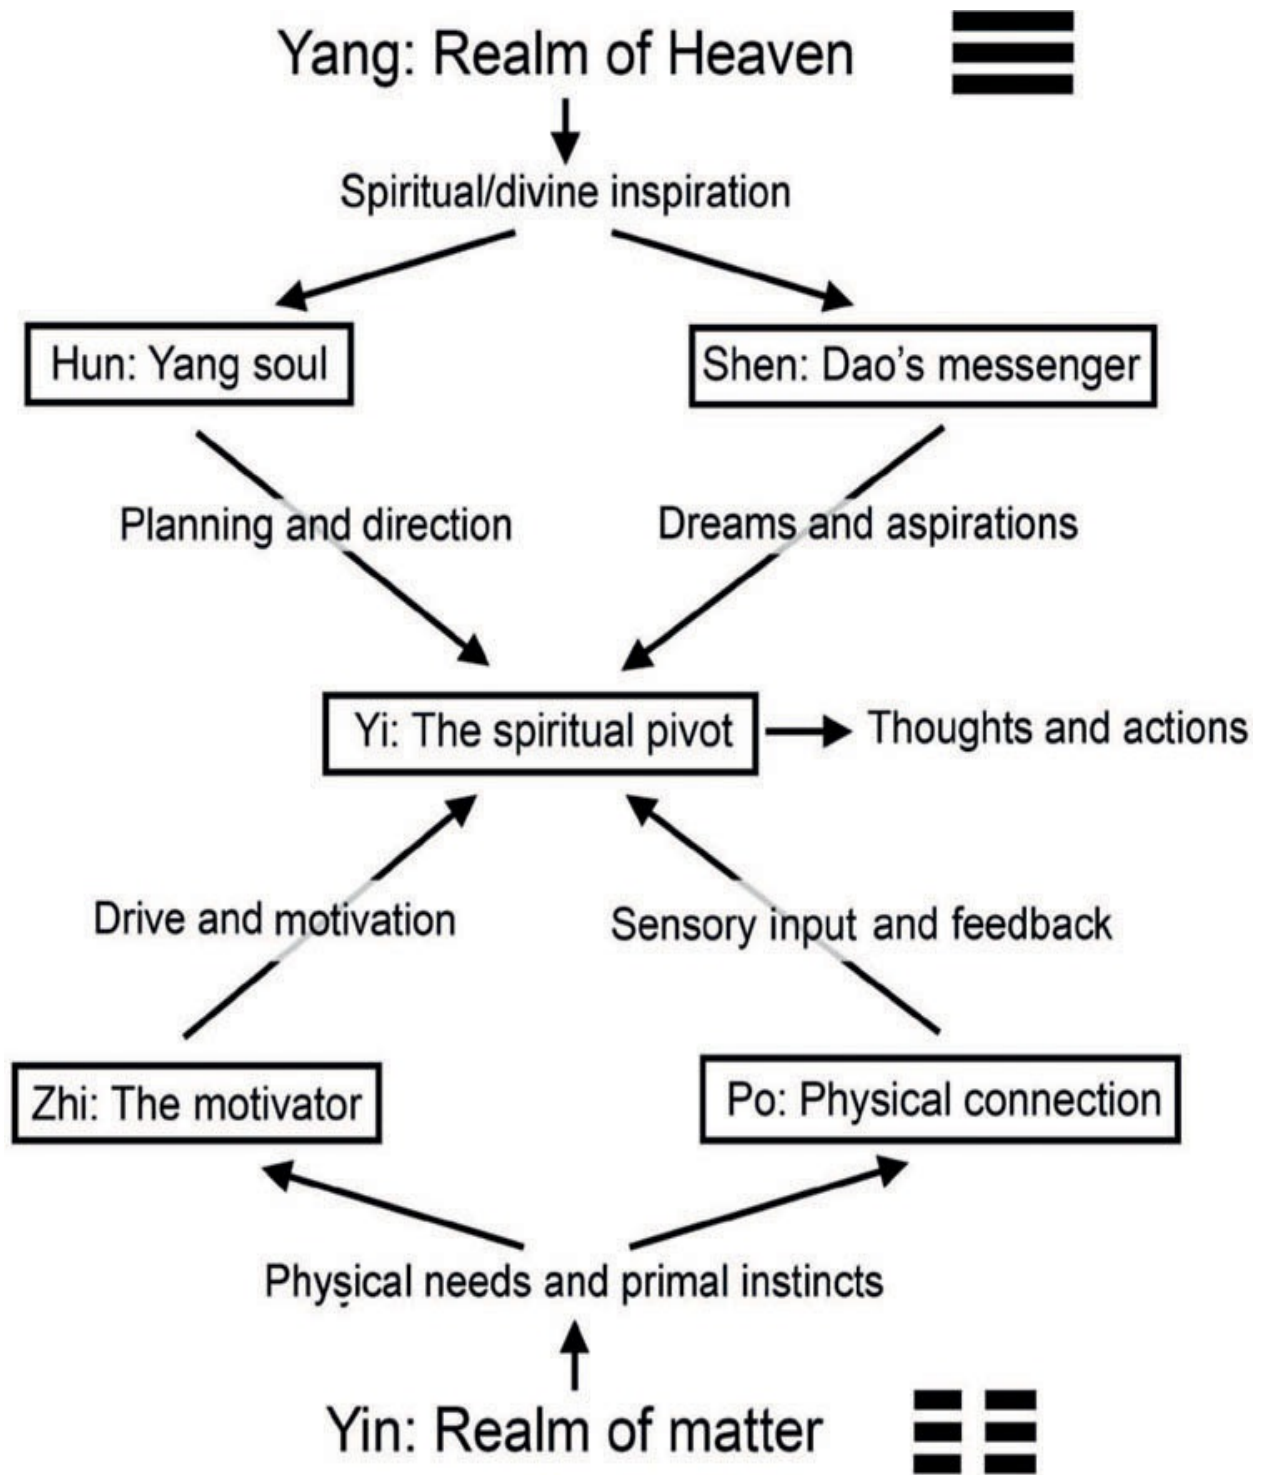 Yang: Realm of Heaven
Spiritual/divine inspiration
Hun: Yang soul
Shen: Dao's messenger
Planning and direction
Dreams and aspirations
Yi: The spiritual pivot
Thoughts and actions
Drive and motivation
Sensory input and feedback
Zhi: The motivator
Po: Physical connection
Physical needs and primal instincts
Yin: Realm of matter